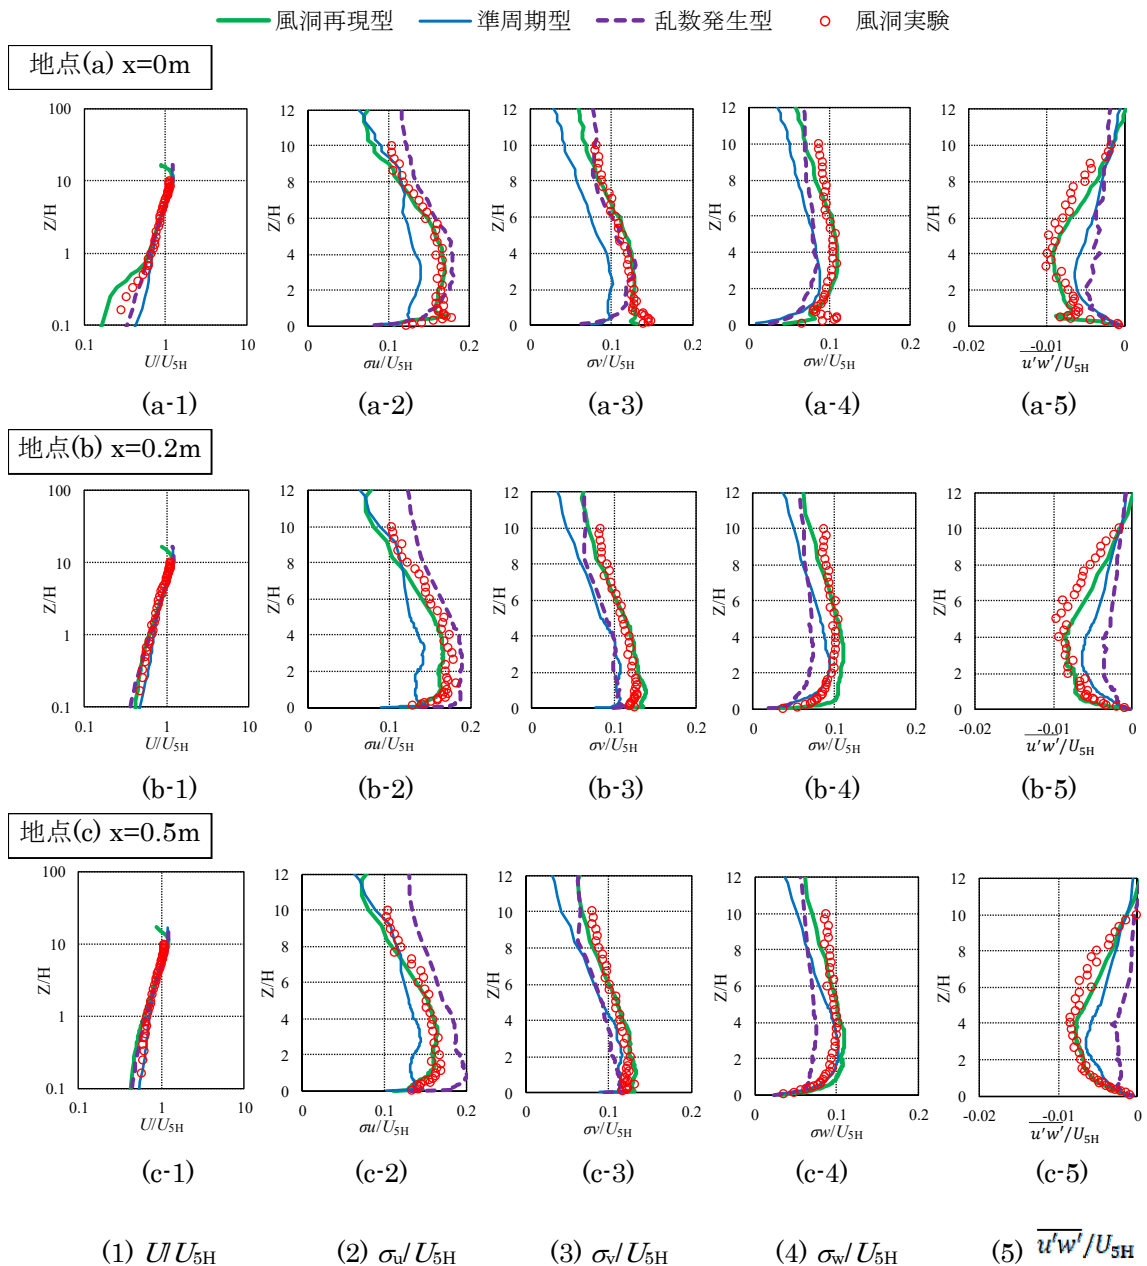 風洞再現型 準周期型 乱数発生型 風洞実験
地点(a) x=0m
100 10 1 0.1 Z/H 0.1 1 10 U/U5H
12 10 8 6 4 2 0 Z/H 0 0.1 0.2 σu/U5H
12 10 8 6 4 2 0 Z/H 0 0.1 0.2 σv/U5H
12 10 8 6 4 2 0 Z/H 0 0.1 0.2 σw/U5H
12 10 8 6 4 2 0 Z/H -0.02 -0.01 0 u'w'/U5H
(a-1) (a-2) (a-3) (a-4) (a-5)
地点(b) x=0.2m
100 10 1 0.1 Z/H 0.1 1 10 U/U5H
12 10 8 6 4 2 0 Z/H 0 0.1 0.2 σu/U5H
12 10 8 6 4 2 0 Z/H 0 0.1 0.2 σv/U5H
12 10 8 6 4 2 0 Z/H 0 0.1 0.2 σw/U5H
12 10 8 6 4 2 0 Z/H -0.02 -0.01 0 u'w'/U5H
(b-1) (b-2) (b-3) (b-4) (b-5)
地点(c) x=0.5m
100 10 1 0.1 Z/H 0.1 1 10 U/U5H
12 10 8 6 4 2 0 Z/H 0 0.1 0.2 σu/U5H
12 10 8 6 4 2 0 Z/H 0 0.1 0.2 σv/U5H
12 10 8 6 4 2 0 Z/H 0 0.1 0.2 σw/U5H
12 10 8 6 4 2 0 Z/H -0.02 -0.01 0 u'w'/U5H
(c-1) (c-2) (c-3) (c-4) (c-5)
(1) U/U5H (2) σu/U5H (3) σv/U5H (4) σw/U5H (5) u'w'/U5H